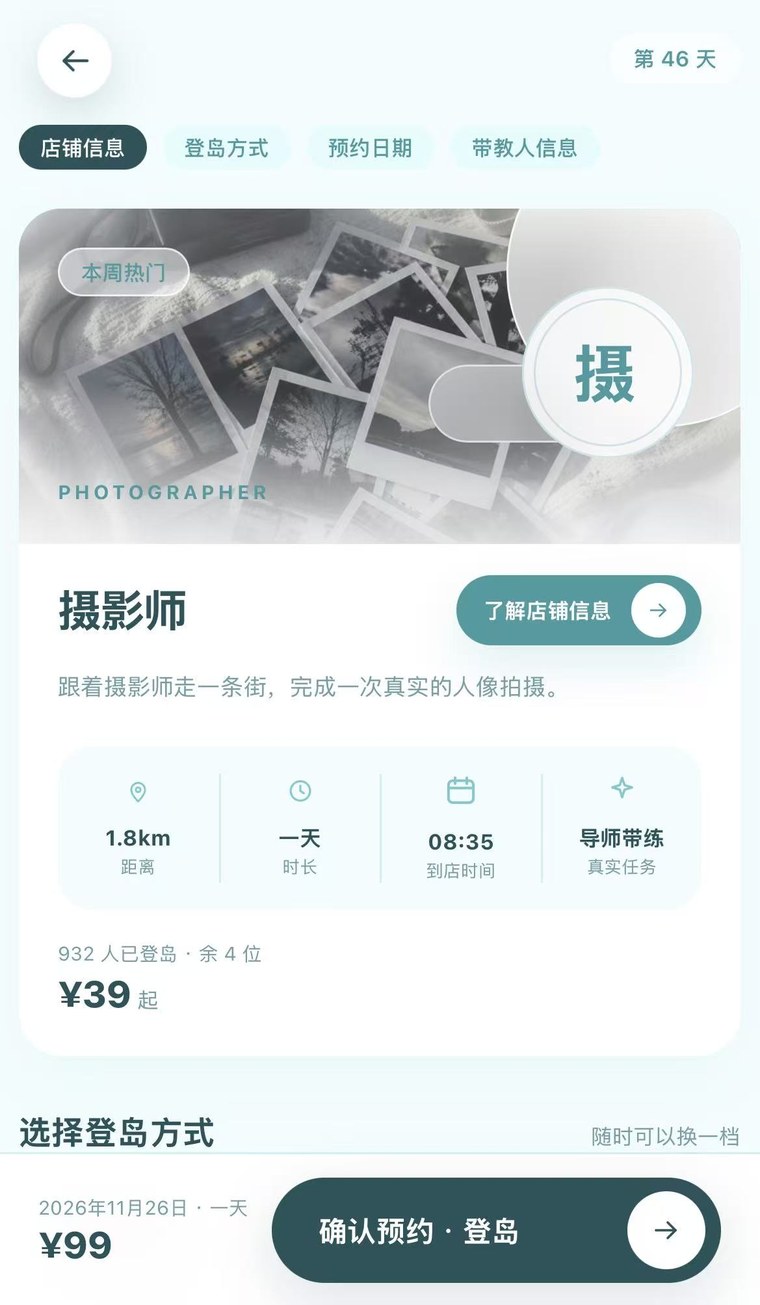 第 46 天
店铺信息 登岛方式 预约日期 带教人信息
本周热门
摄
PHOTOGRAPHER
摄影师
了解店铺信息
跟着摄影师走一条街，完成一次真实的人像拍摄。
1.8km 一天 08:35 导师带练
距离 时长 到店时间 真实任务
932 人已登岛 · 余 4 位
¥39 起
选择登岛方式 随时可以换一档
2026年11月26日 · 一天
¥99
确认预约 · 登岛